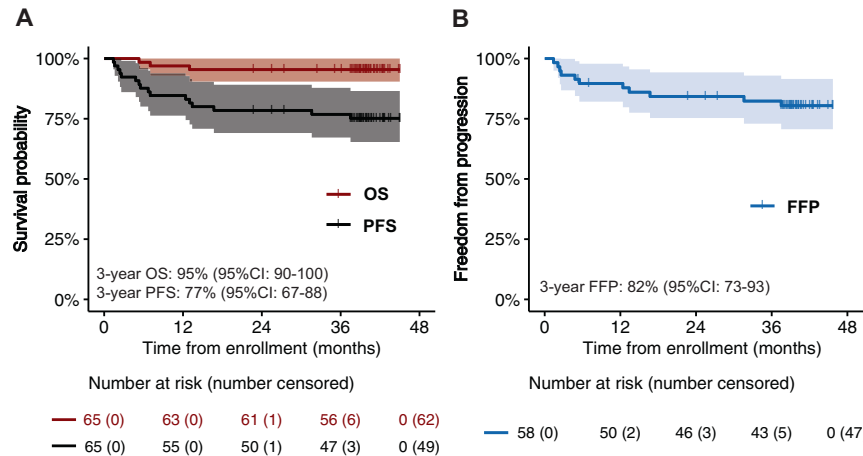 A
100%
75%
50%
25%
0%
Survival probability
OS
PFS
3-year OS: 95% (95%CI: 90-100)
3-year PFS: 77% (95%CI: 67-88)
0 12 24 36 48
Time from enrollment (months)
Number at risk (number censored)
65 (0) 63 (0) 61 (1) 56 (6) 0 (62)
65 (0) 55 (0) 50 (1) 47 (3) 0 (49)
B
100%
75%
50%
25%
0%
Freedom from progression
FFP
3-year FFP: 82% (95%CI: 73-93)
0 12 24 36 48
Time from enrollment (months)
Number at risk (number censored)
58 (0) 50 (2) 46 (3) 43 (5) 0 (47